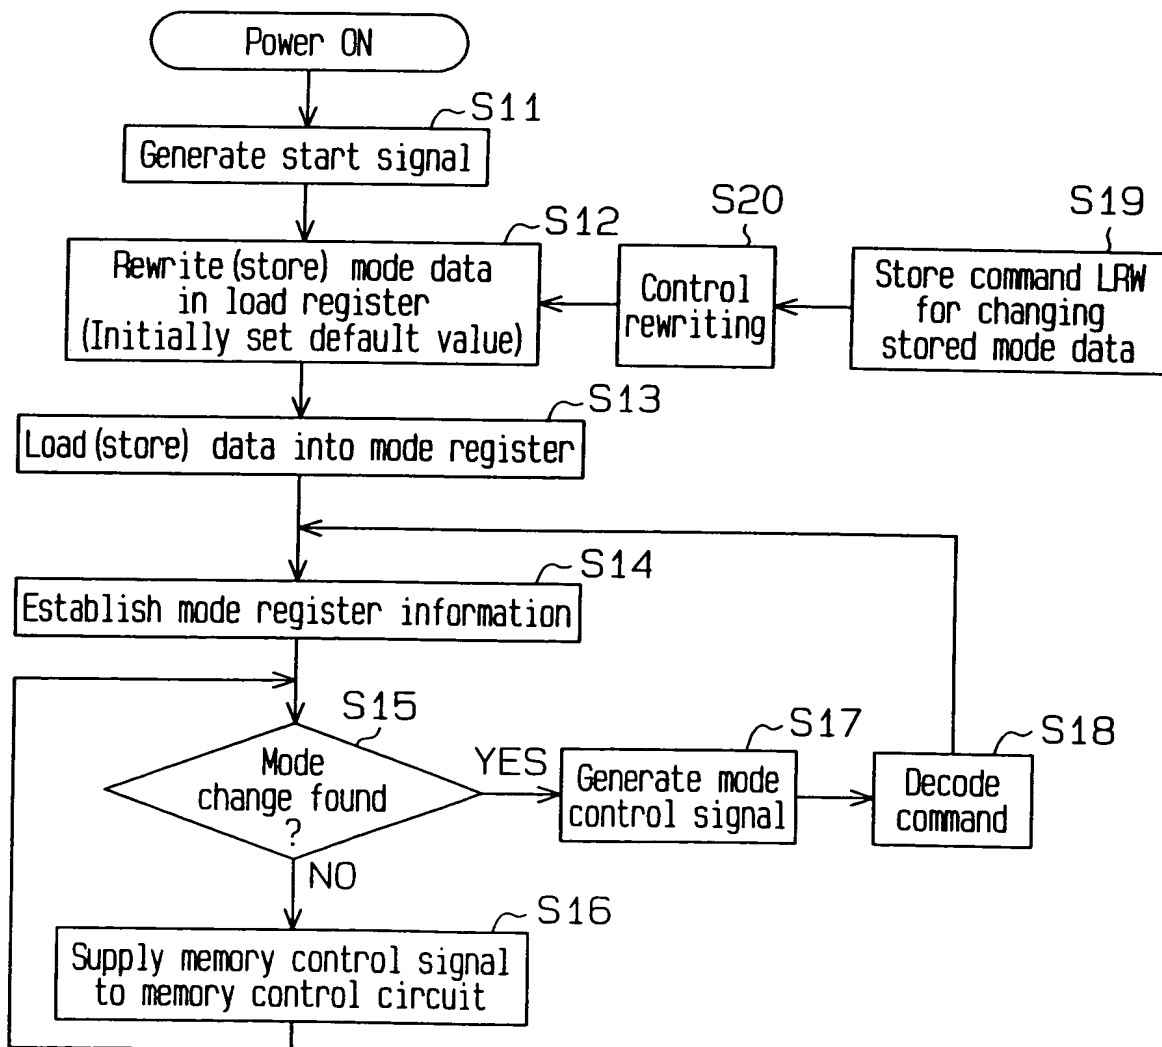 Power ON
S11
Generate start signal
S12
Rewrite (store) mode data
in load register
(Initially set default value)
S20
Control
rewriting
S19
Store command LRW
for changing
stored mode data
S13
Load (store) data into mode register
S14
Establish mode register information
S15
Mode
change found
?
YES
NO
S17
Generate mode
control signal
S18
Decode
command
S16
Supply memory control signal
to memory control circuit